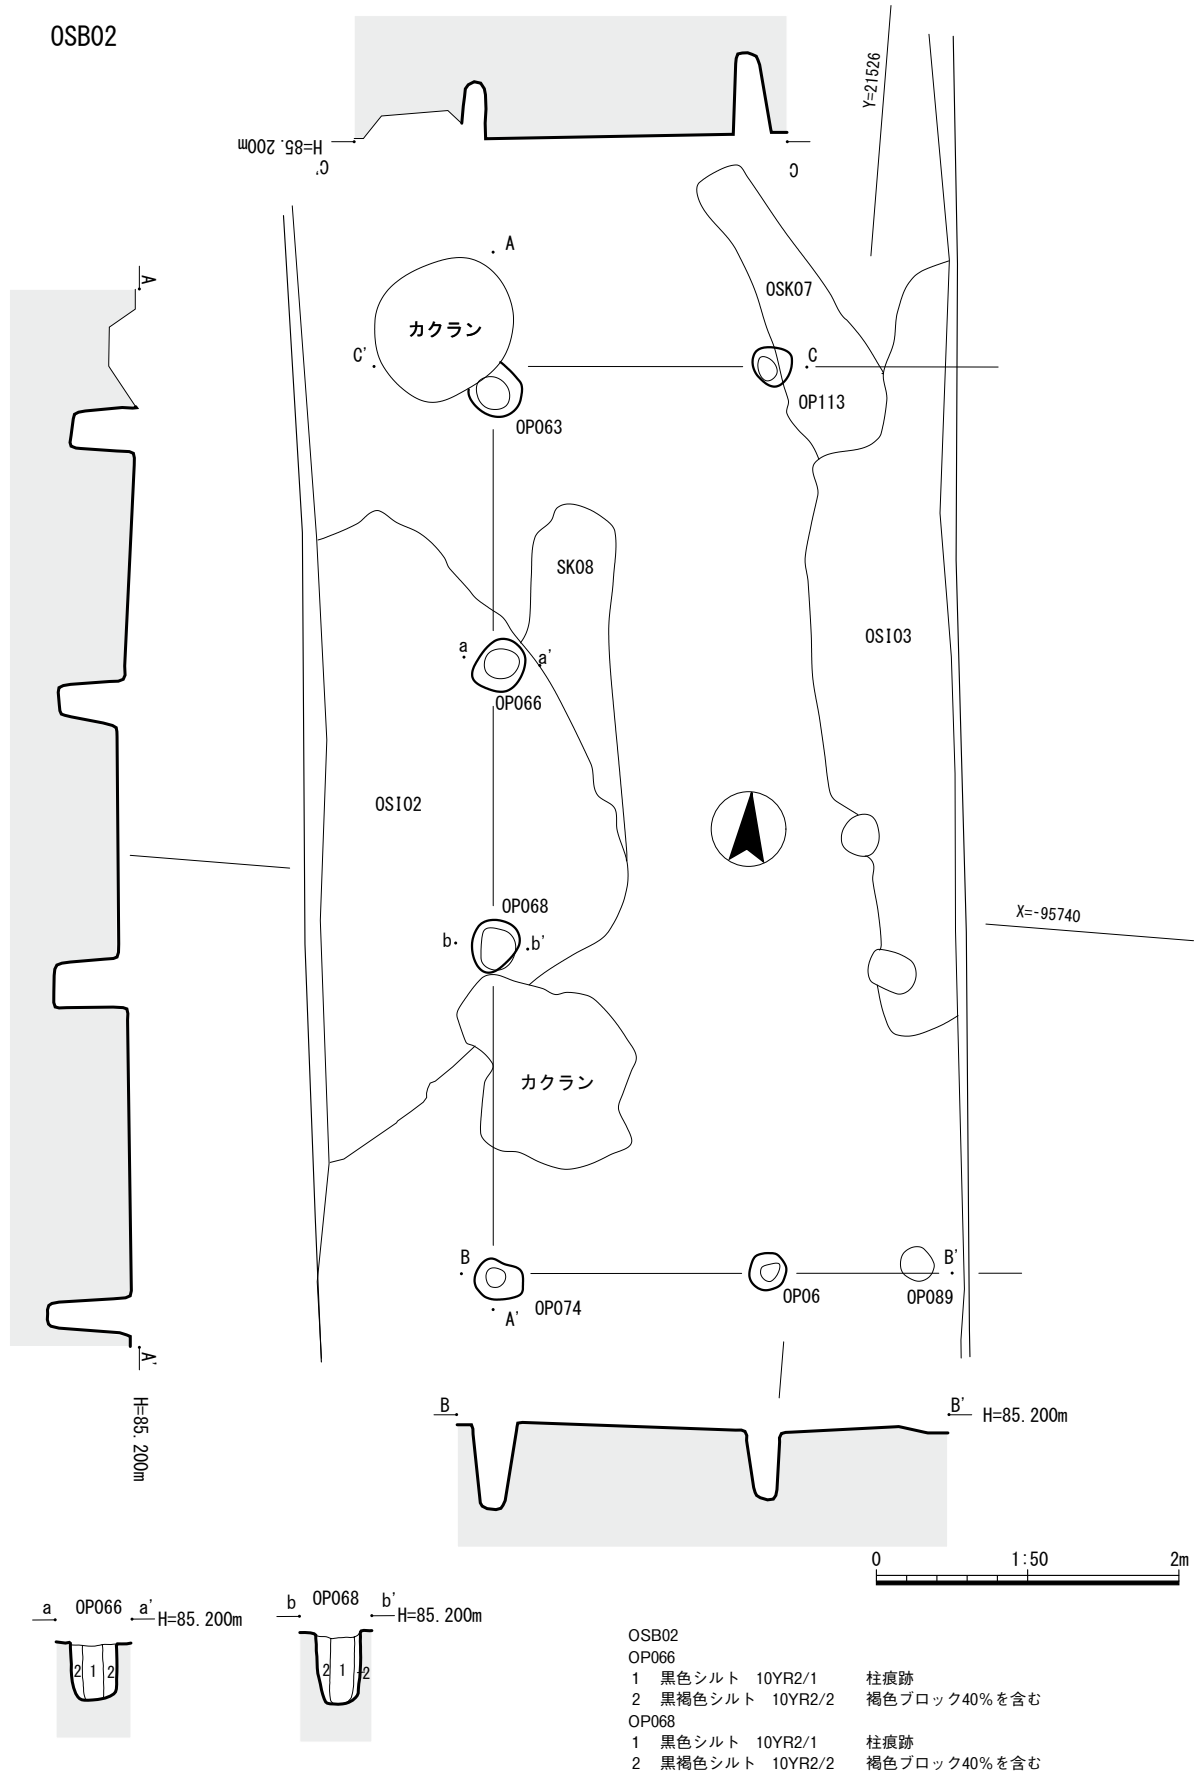 OSB02
H=85.200m
C'
C
Y=21526
A
A
OSK07
カクラン
C'
C
OP113
OP063
SK08
OSI03
a
a'
OP066
OSI02
OP068
b
b'
X=-95740
カクラン
B
B'
OP074
OP06
OP089
A'
A'
H=85.200m
B
B'
H=85.200m
0
1:50
2m
a
OP066
a'
H=85.200m
b
OP068
b'
H=85.200m
2
1
2
2
1
2
OSB02
OP066
1 黒色シルト 10YR2/1 柱痕跡
2 黒褐色シルト 10YR2/2 褐色ブロック40%を含む
OP068
1 黒色シルト 10YR2/1 柱痕跡
2 黒褐色シルト 10YR2/2 褐色ブロック40%を含む